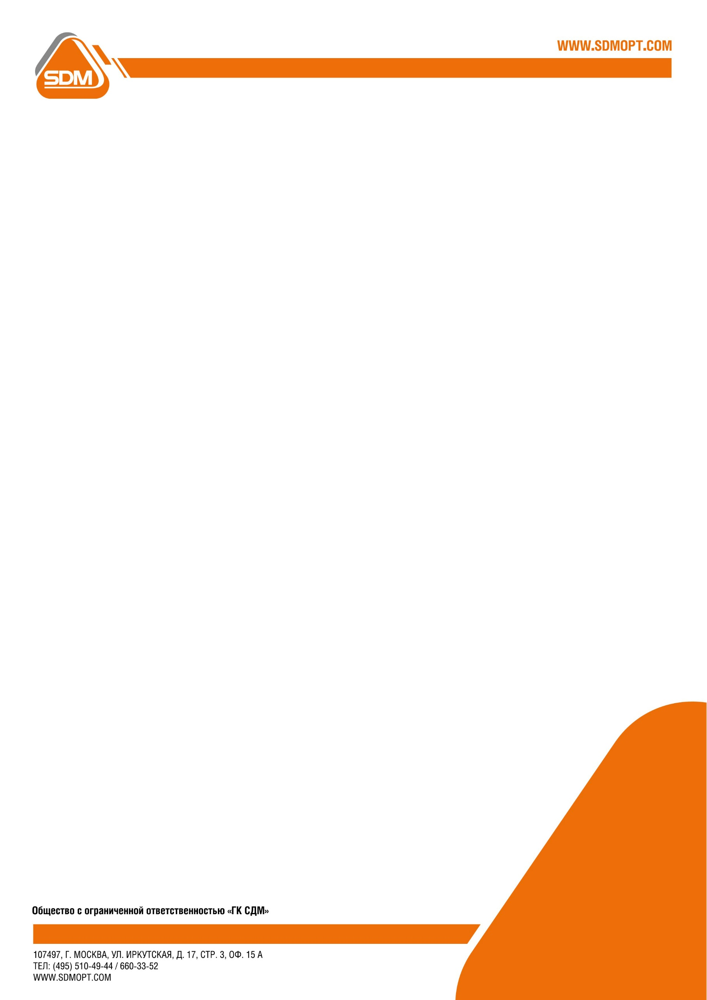 WWW.SDMOPT.COM
SDM
Общество с ограниченной ответственностью «ГК СДМ»
107497, Г. МОСКВА, УЛ. ИРКУТСКАЯ, Д. 17, СТР. 3, ОФ. 15 А
ТЕЛ: (495) 510-49-44 / 660-33-52
WWW.SDMOPT.COM